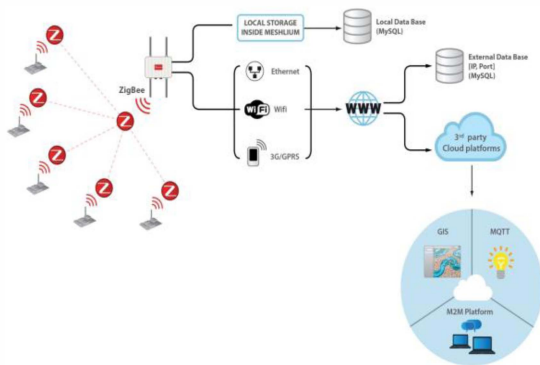 LOCAL STORAGE
INSIDE MESHLIUM
Local Data Base
(MySQL)
ZigBee
Ethernet
WiFi
Wifi
3G/GPRS
WWW
External Data Base
[IP, Port]
(MySQL)
3rd party
Cloud platforms
GIS
MQTT
M2M Platform
Z
Z
Z
Z
Z
Z